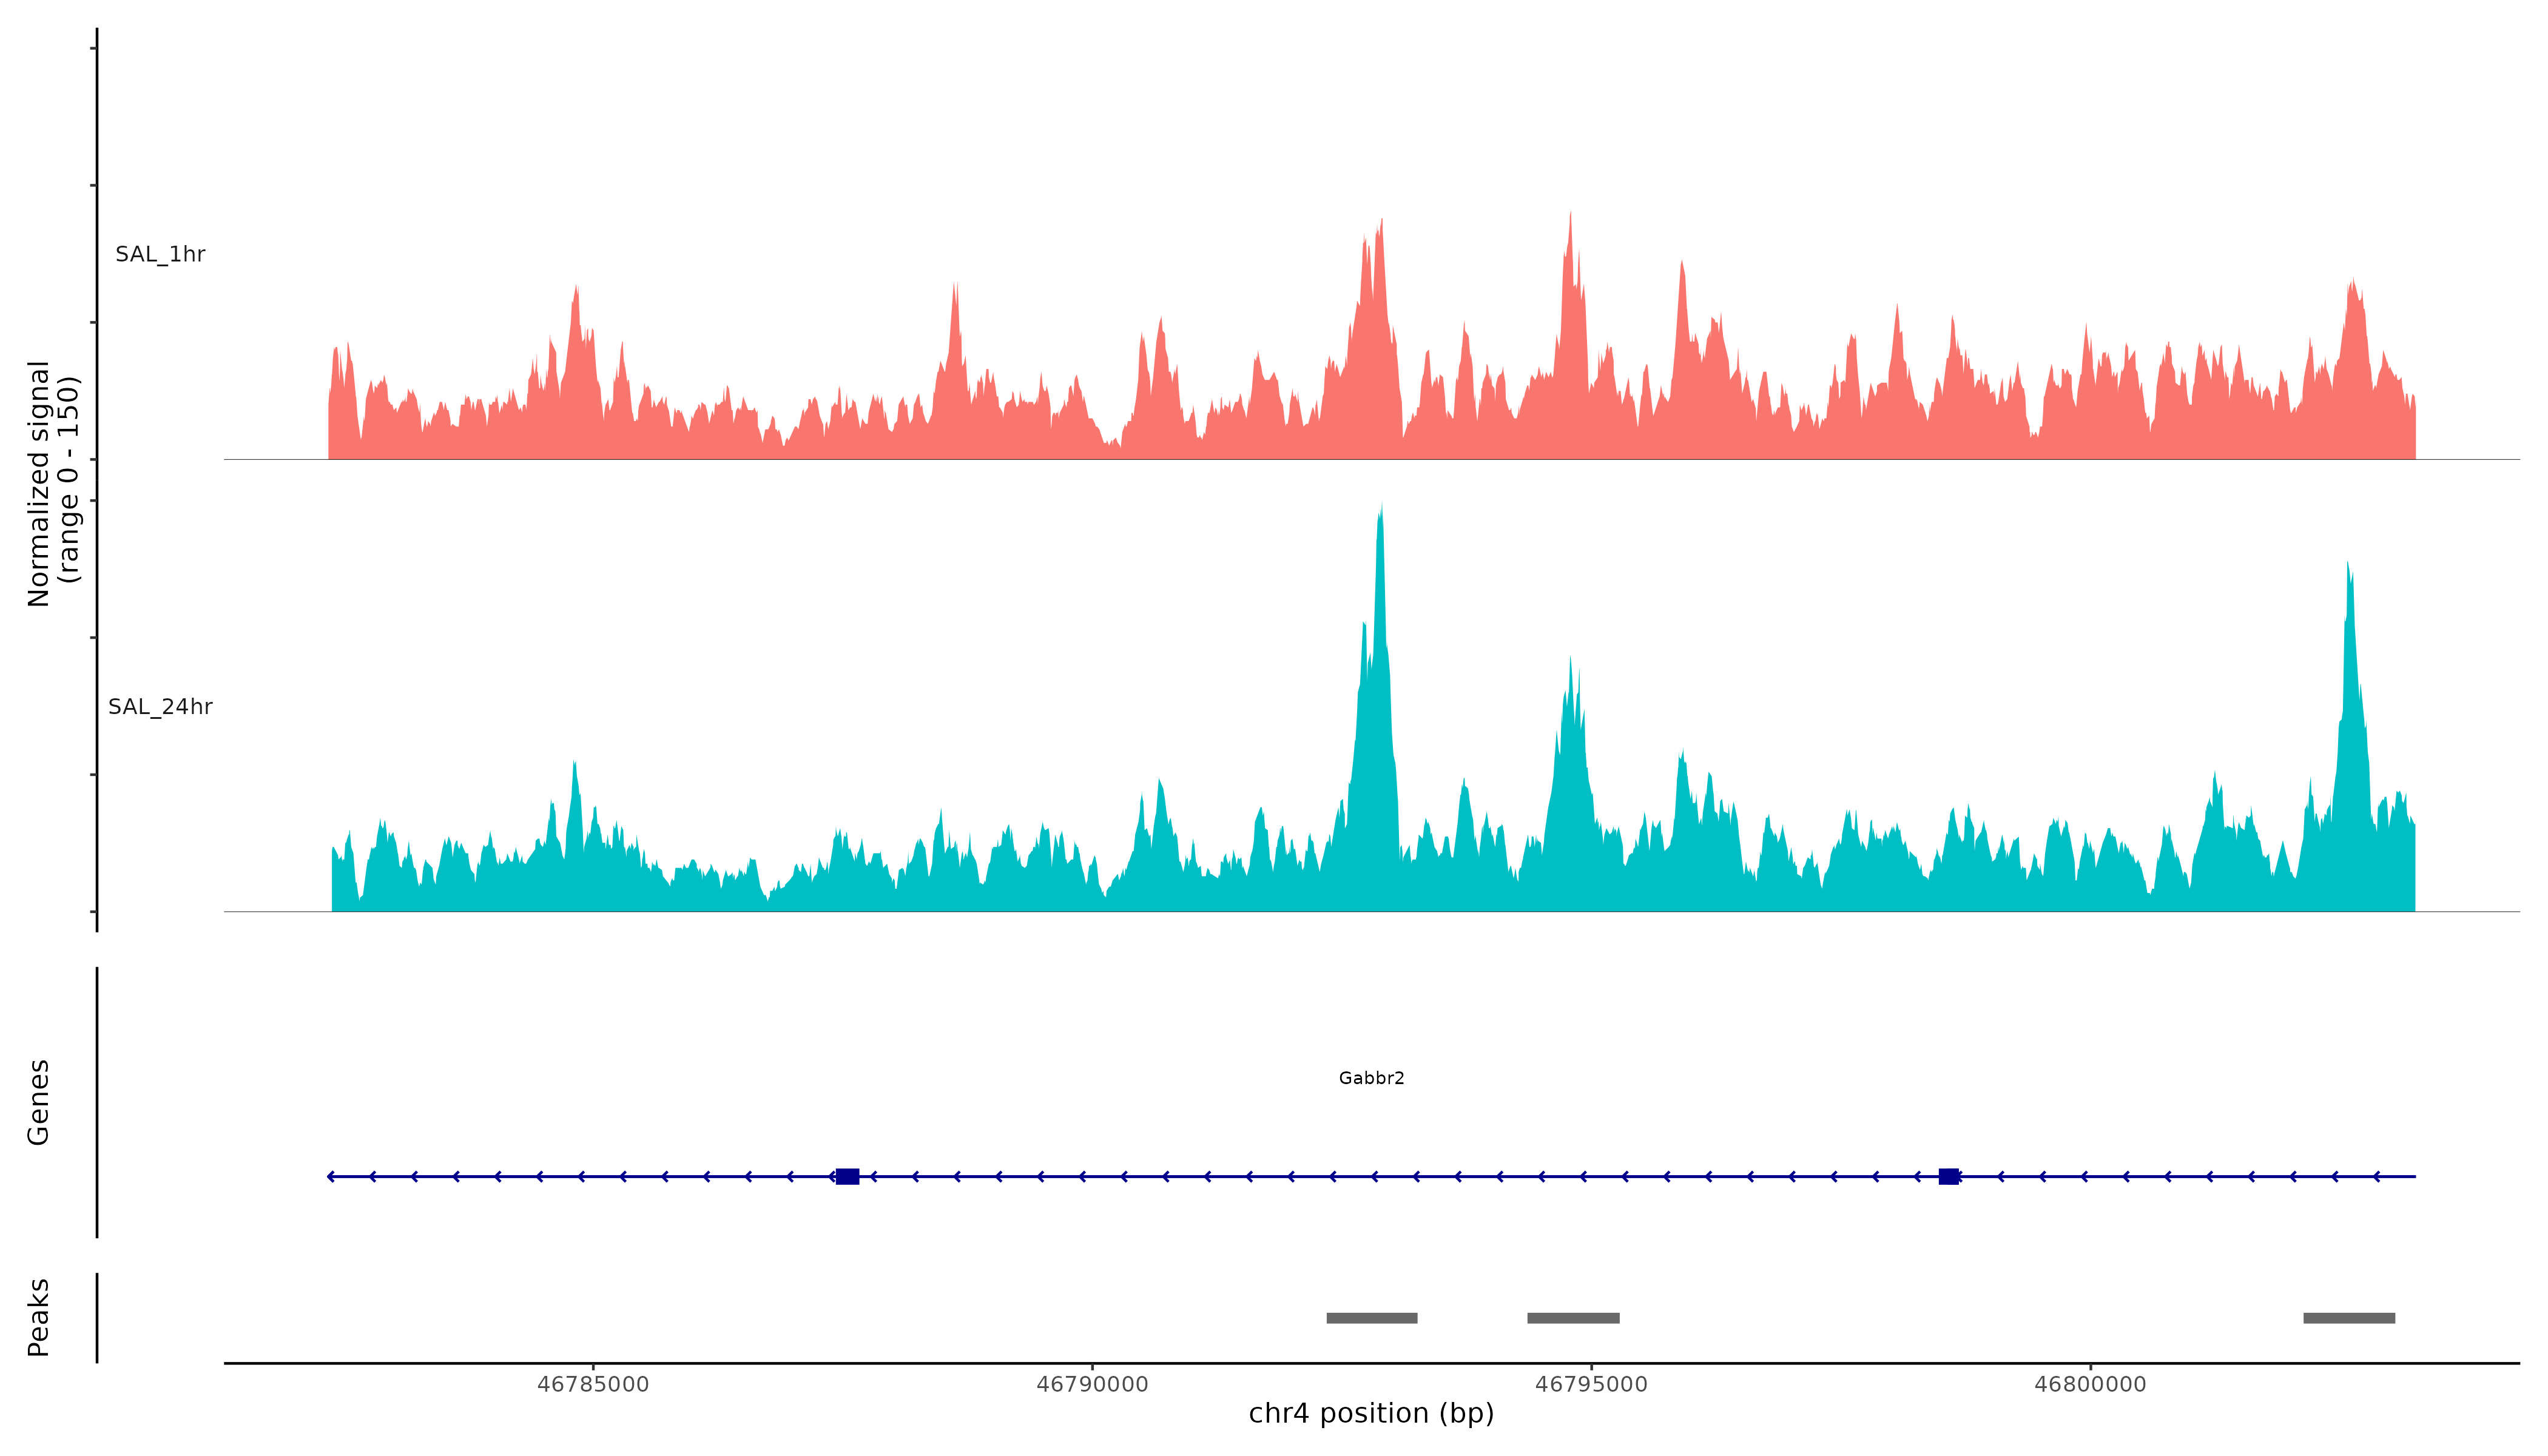 Normalized signal
(range 0 - 150)
SAL_1hr
SAL_24hr
Genes
Gabbr2
Peaks
46785000 46790000 46795000 46800000
chr4 position (bp)